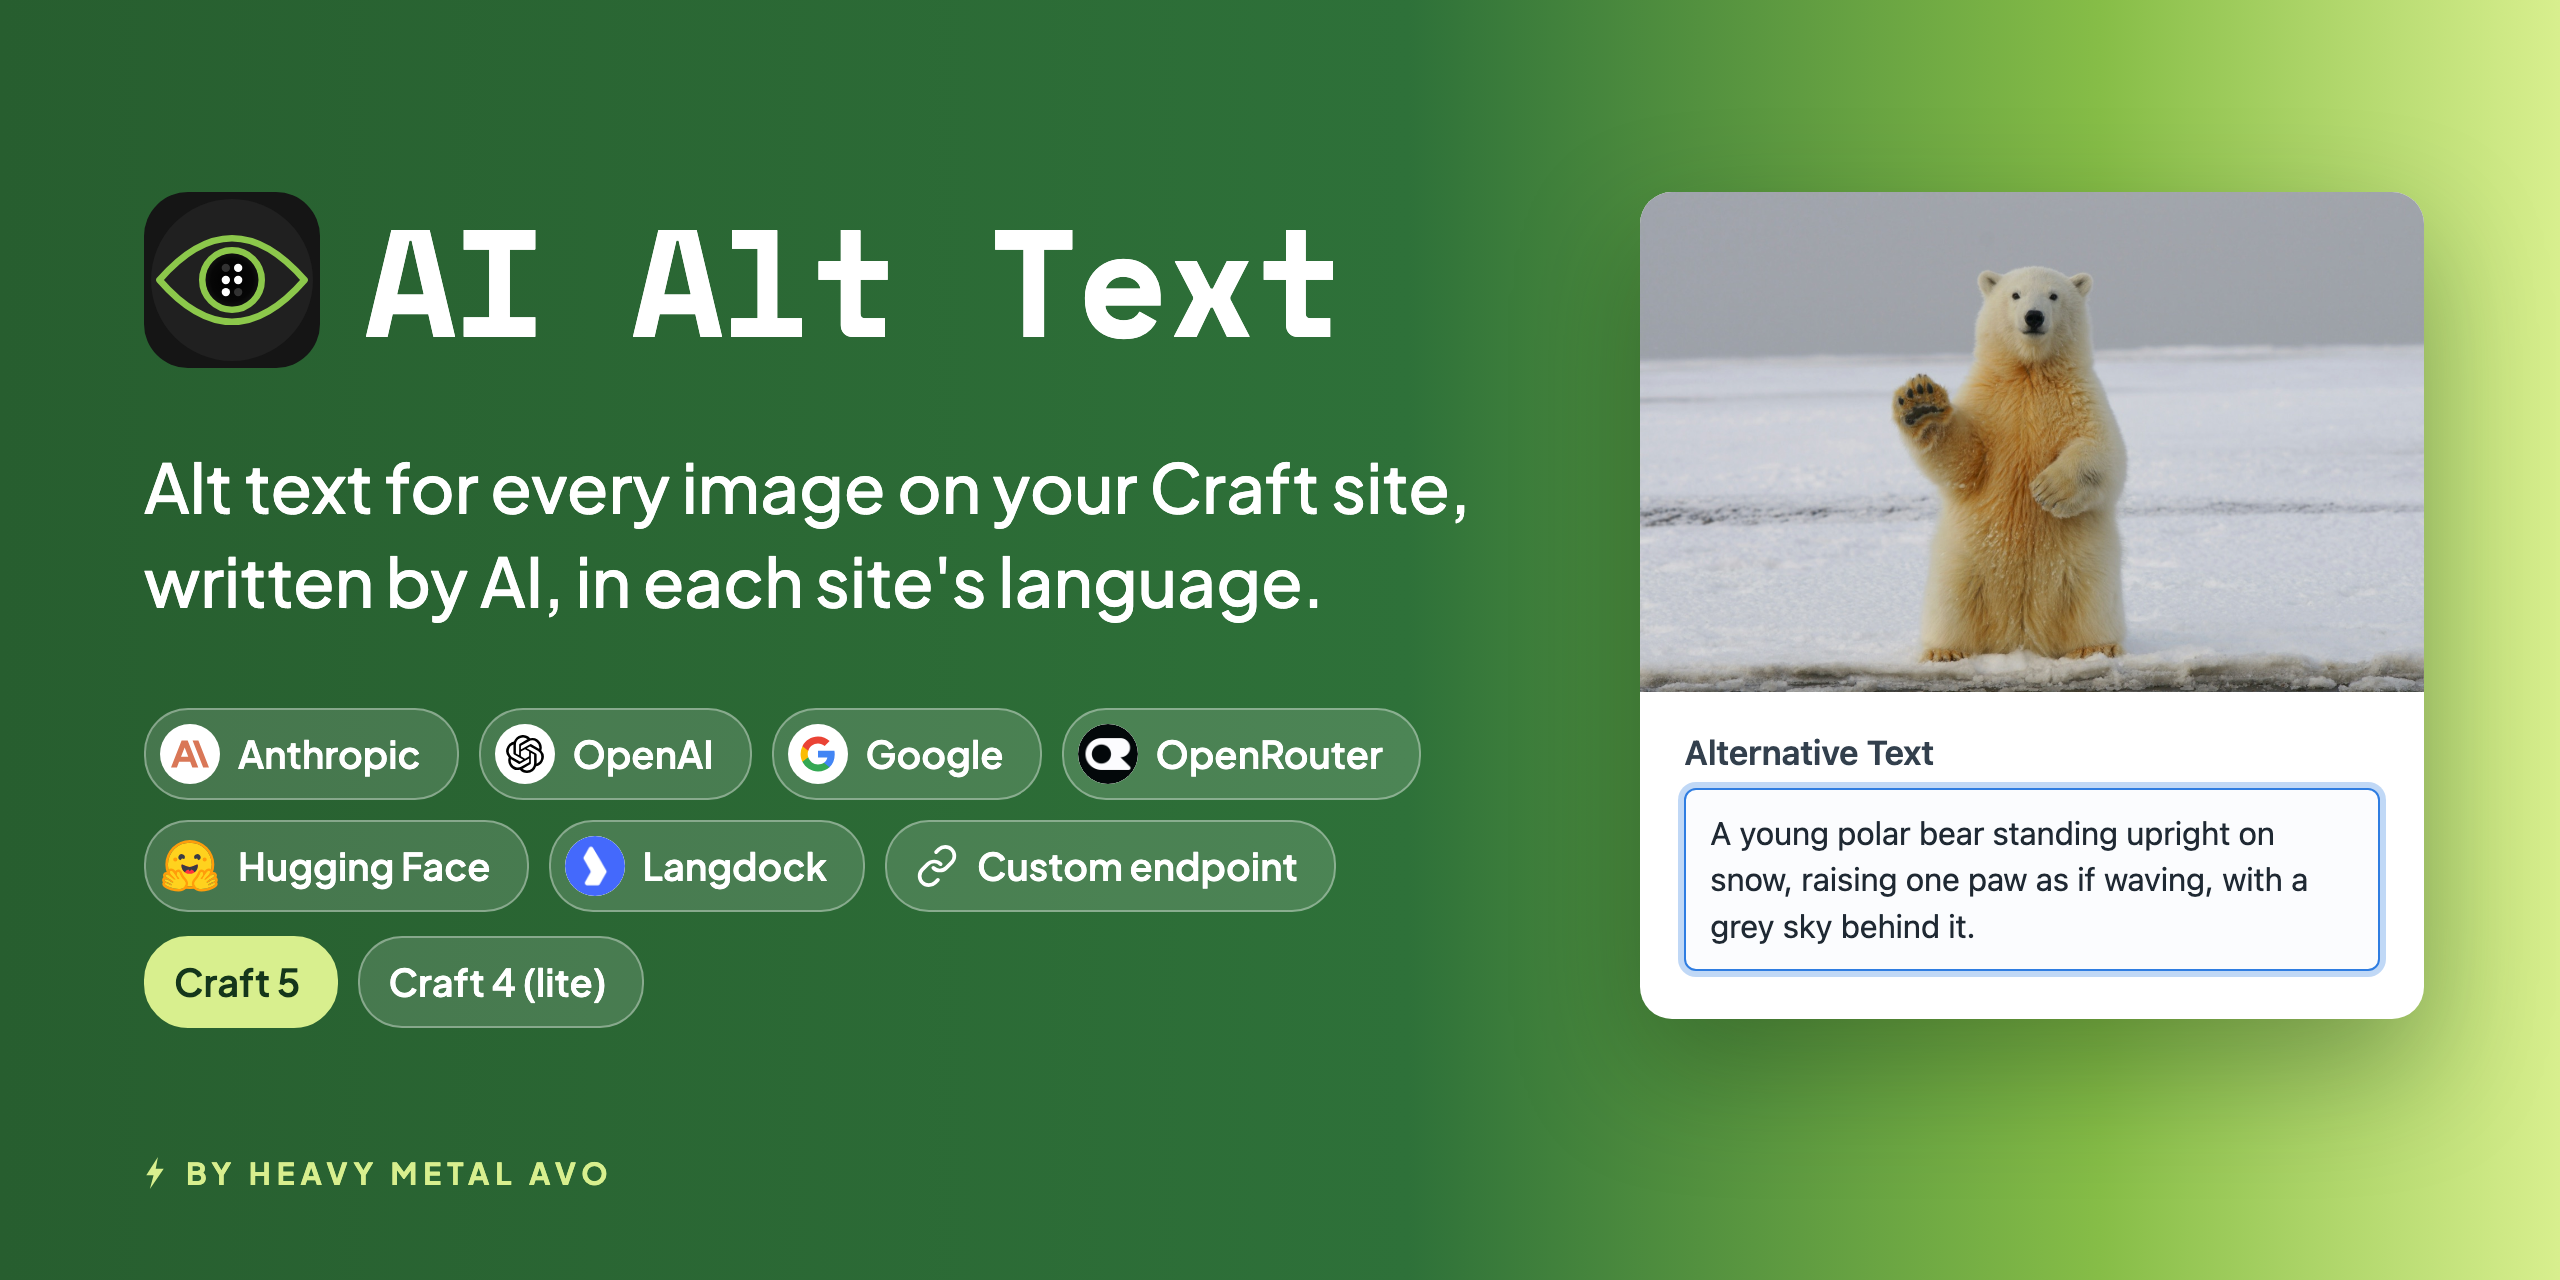 AI Alt Text
Alt text for every image on your Craft site,
written by AI, in each site's language.
Anthropic
OpenAI
Google
OpenRouter
Hugging Face
Langdock
Custom endpoint
Craft 5
Craft 4 (lite)
BY HEAVY METAL AVO
Alternative Text
A young polar bear standing upright on
snow, raising one paw as if waving, with a
grey sky behind it.